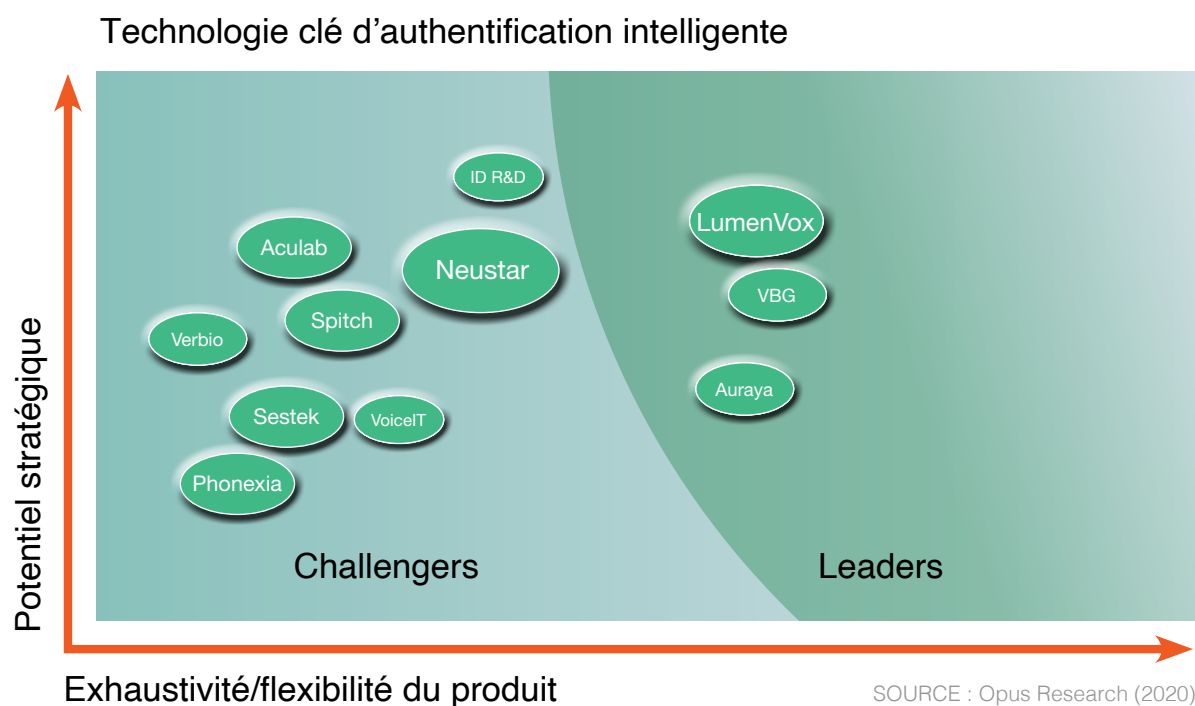 Technologie clé d’authentification intelligente
Potentiel stratégique
ID R&D
LumenVox
Aculab
Neustar
VBG
Spitch
Verbio
Auraya
Sestek
VoiceIT
Phonexia
Challengers
Leaders
Exhaustivité/flexibilité du produit
SOURCE : Opus Research (2020)